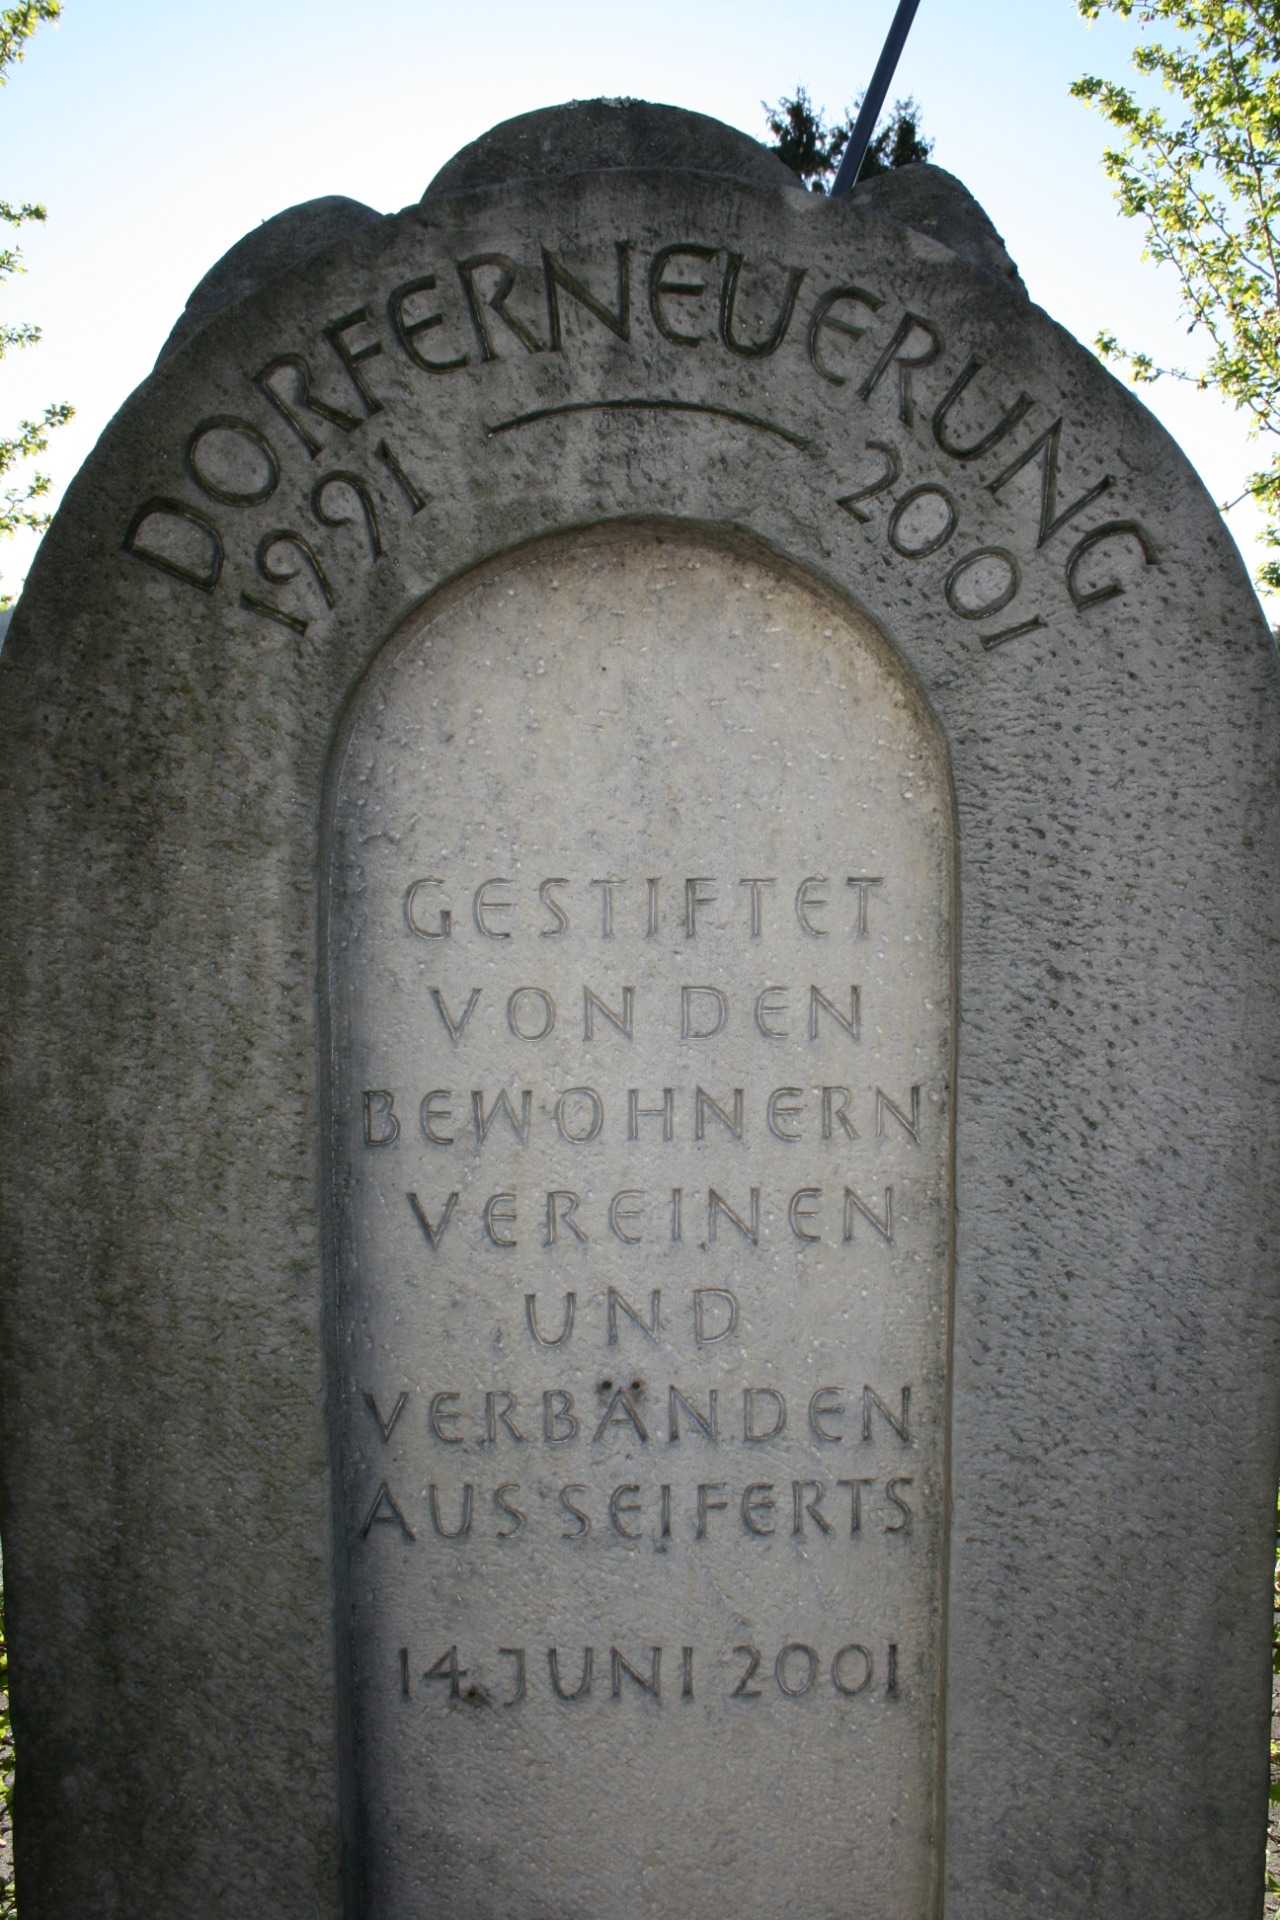 DORFERNEUERUNG
1991 — 2001
GESTIFTET
VON DEN
BEWOHNERN
VEREINEN
UND
VERBÄNDEN
AUS SEIFERTS
14. JUNI 2001